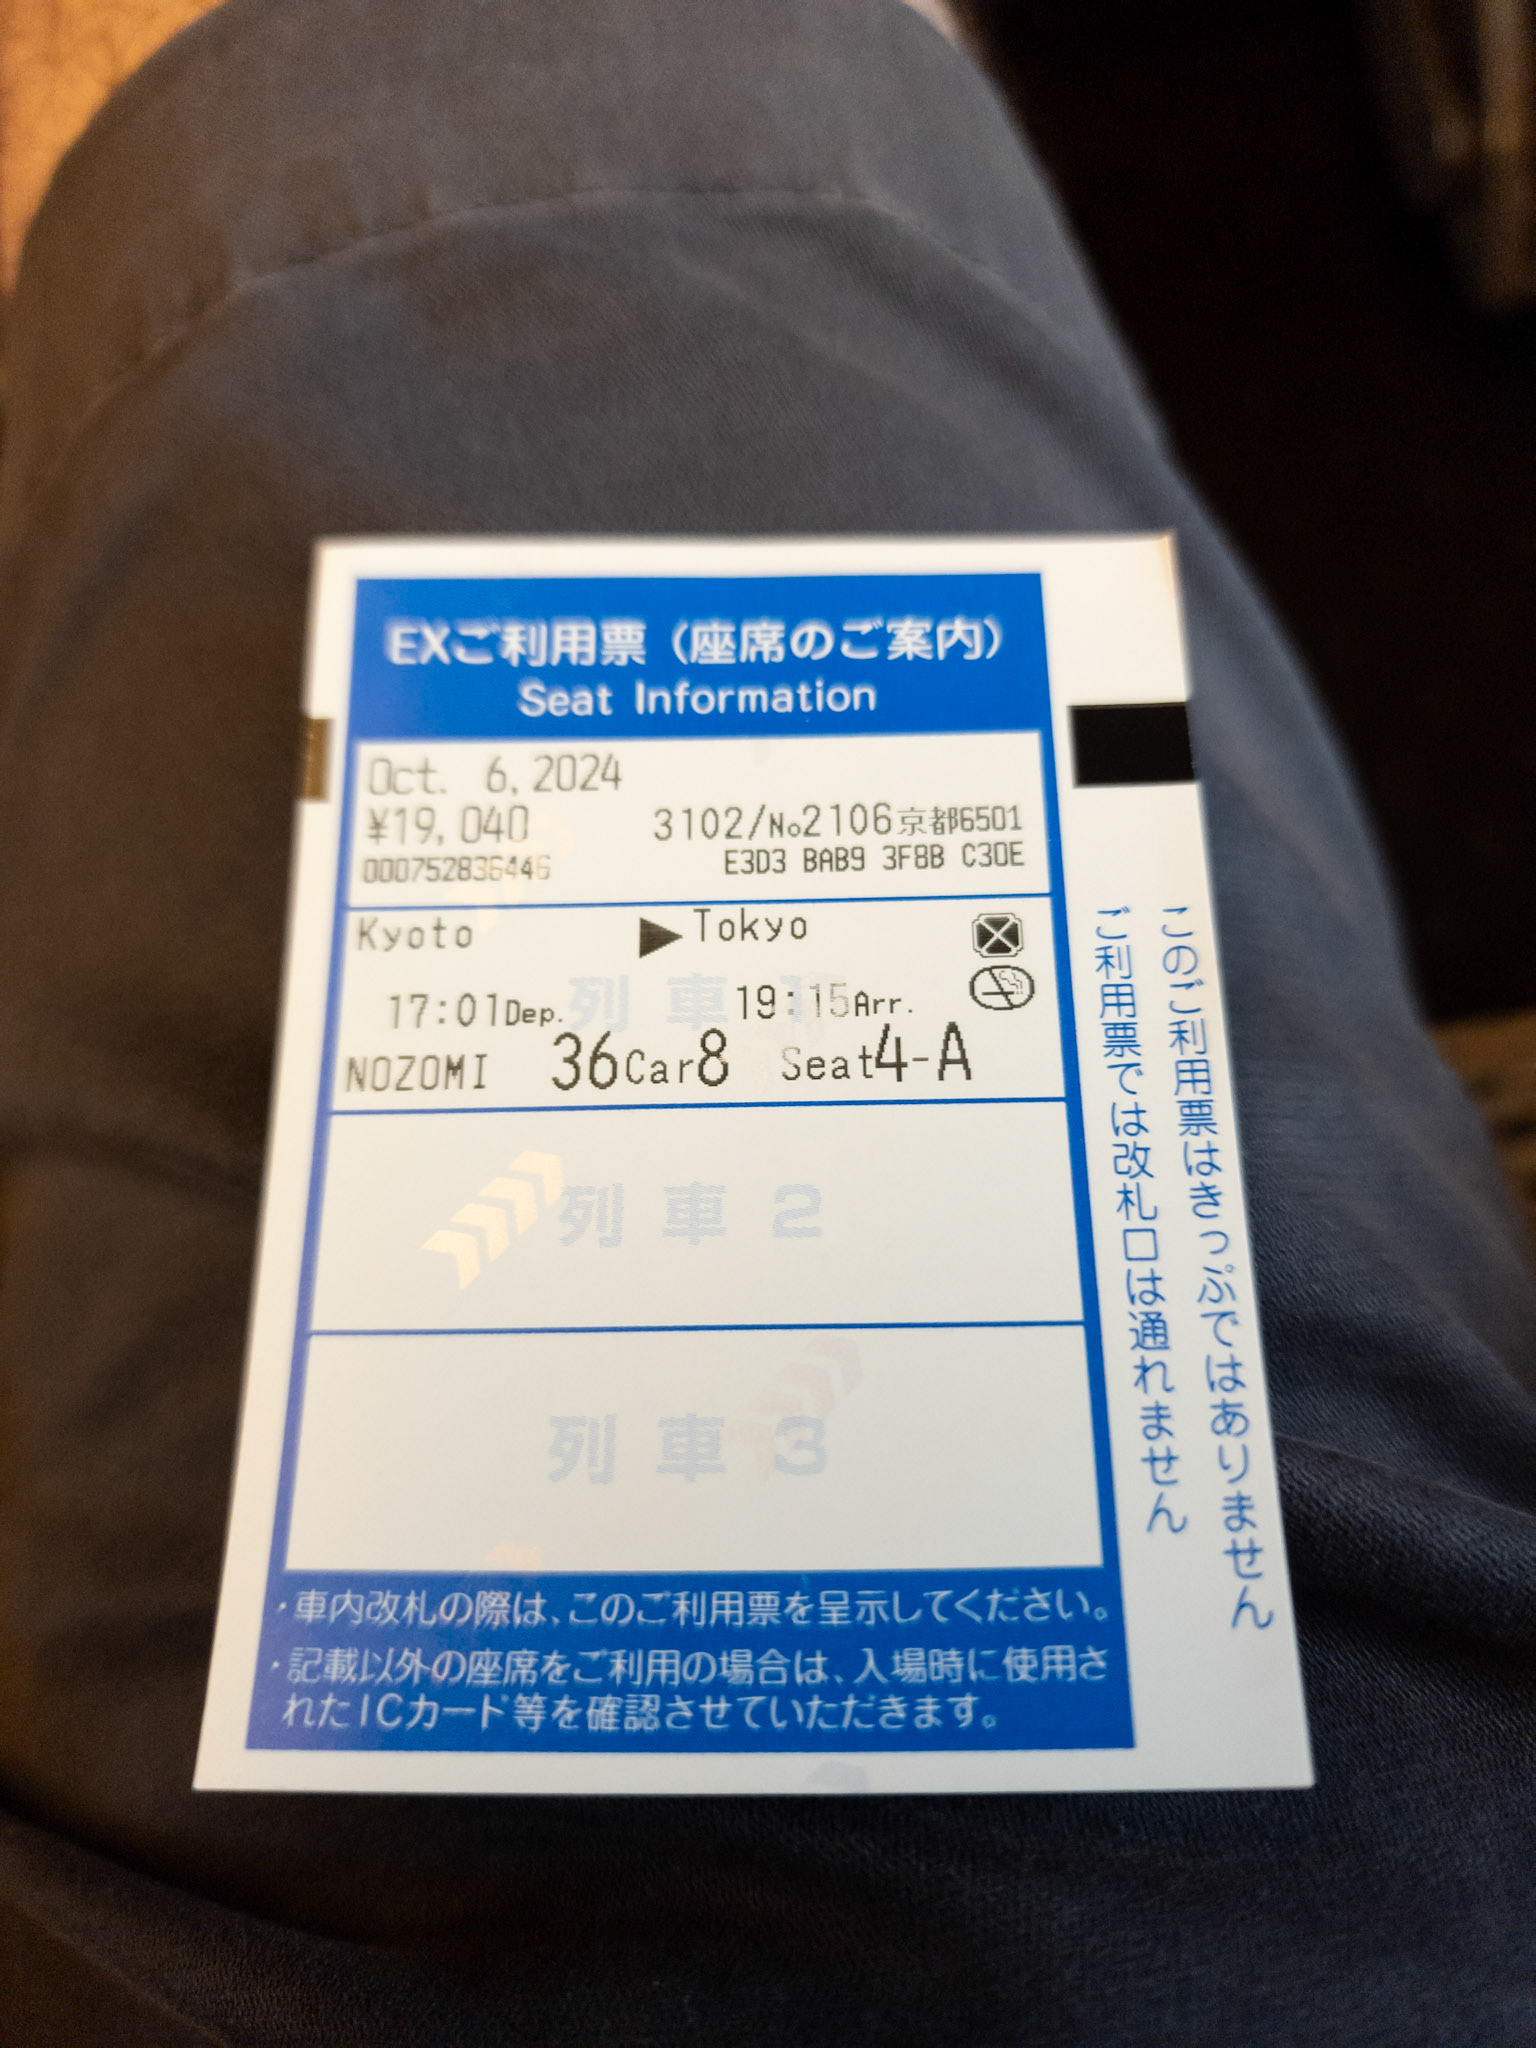 EXご利用票（座席のご案内）
Seat Information
Oct. 6,2024
¥19,040 3102/No2106京都6501
000752836446 E3D3 BAB9 3F8B C30E
Kyoto ▶ Tokyo
17:01Dep. 19:15Arr.
NOZOMI 36Car8 Seat4-A
列車1
列車2
列車3
・車内改札の際は、このご利用票を呈示してください。
・記載以外の座席をご利用の場合は、入場時に使用さ
れたICカード等を確認させていただきます。
このご利用票はきっぷではありません
ご利用票では改札口は通れません